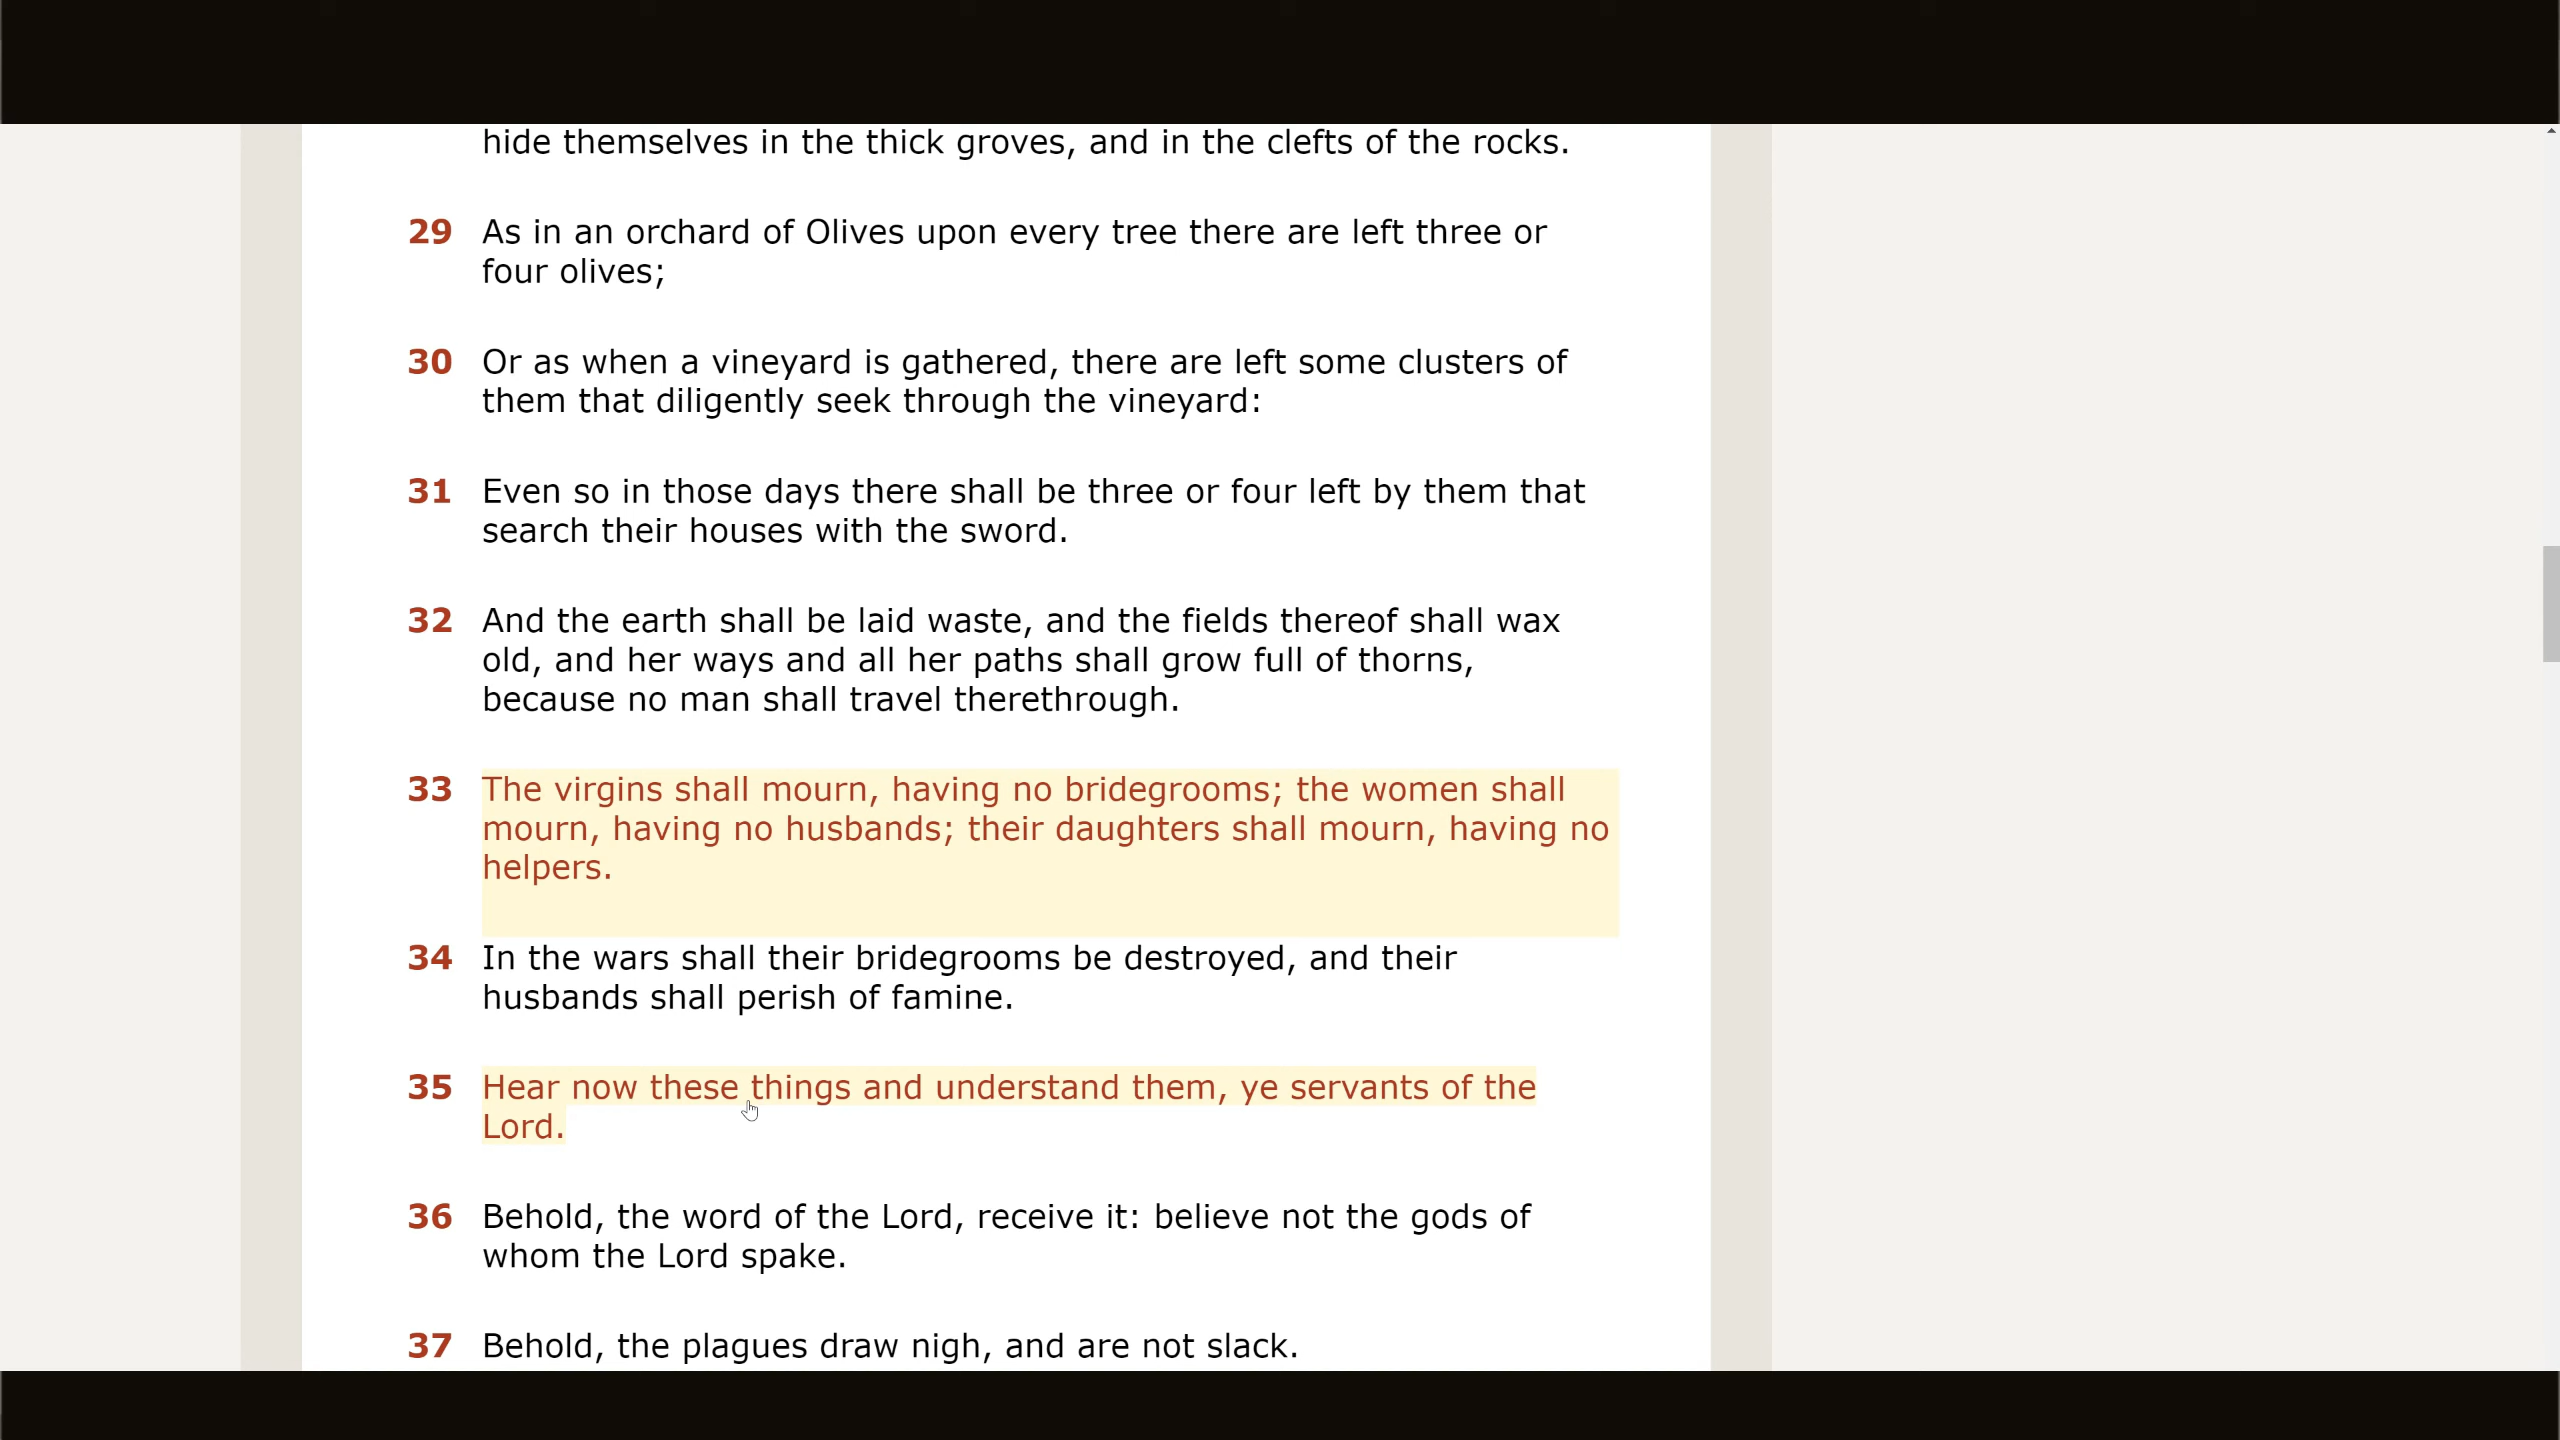 hide themselves in the thick groves, and in the clefts of the rocks.
29 As in an orchard of Olives upon every tree there are left three or
four olives;
30 Or as when a vineyard is gathered, there are left some clusters of
them that diligently seek through the vineyard:
31 Even so in those days there shall be three or four left by them that
search their houses with the sword.
32 And the earth shall be laid waste, and the fields thereof shall wax
old, and her ways and all her paths shall grow full of thorns,
because no man shall travel therethrough.
33 The virgins shall mourn, having no bridegrooms; the women shall
mourn, having no husbands; their daughters shall mourn, having no
helpers.
34 In the wars shall their bridegrooms be destroyed, and their
husbands shall perish of famine.
35 Hear now these things and understand them, ye servants of the
Lord.
36 Behold, the word of the Lord, receive it: believe not the gods of
whom the Lord spake.
37 Behold, the plagues draw nigh, and are not slack.